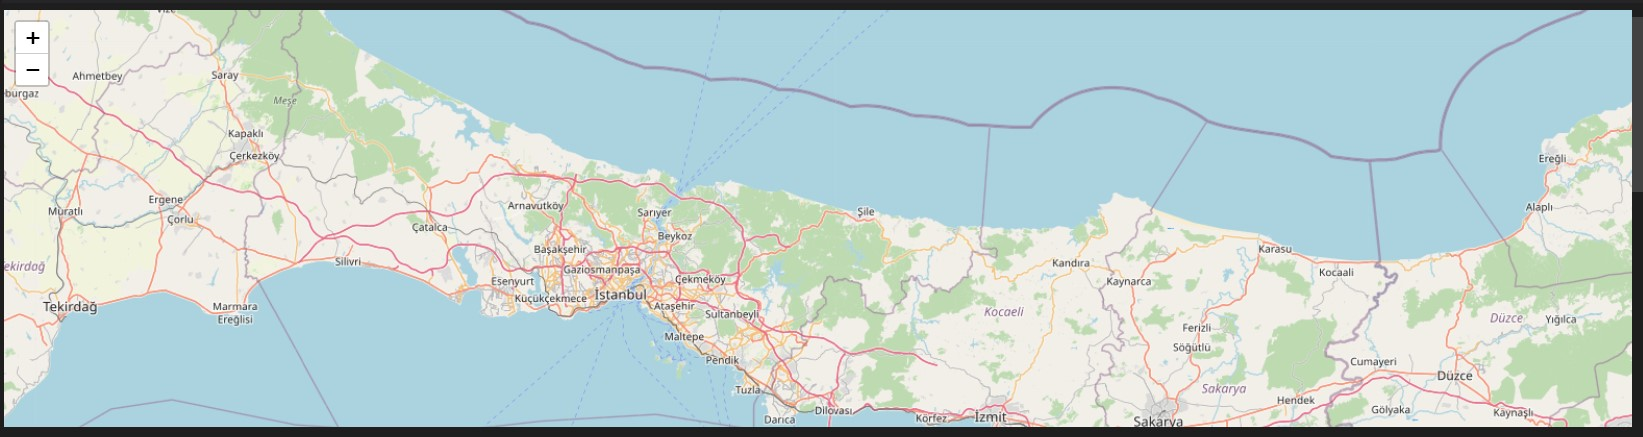 Vize
+
−
Ahmetbey
Saray
burgaz
Meşe
Kapaklı
Çerkezköy
Ereğli
Ergene
Muratlı
Çorlu
Arnavutköy
Sarıyer
Şile
Alaplı
Çatalca
Beykoz
Başakşehir
Karasu
Silivri
Kandıra
ekirdağ
Gaziosmanpaşa
Kocaali
Esenyurt
Çekmeköy
Kaynarca
Küçükçekmece
İstanbul
Tekirdağ
Marmara
Ereğlisi
Ataşehir
Sultanbeyli
Kocaeli
Düzce
Yığılca
Ferizli
Maltepe
Söğütlü
Pendik
Cumayeri
Düzce
Tuzla
Sakarya
Hendek
Gölyaka
Kaynaşlı
Darıca
Dilovası
Körfez
İzmit
Sakarya